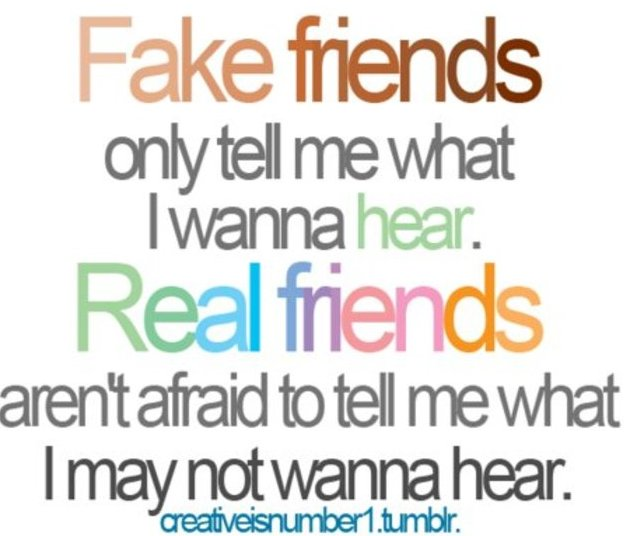 Fake friends
only tell me what
I wanna hear.
Real friends
aren't afraid to tell me what
I may not wanna hear.
creativeisnumber1.tumblr.